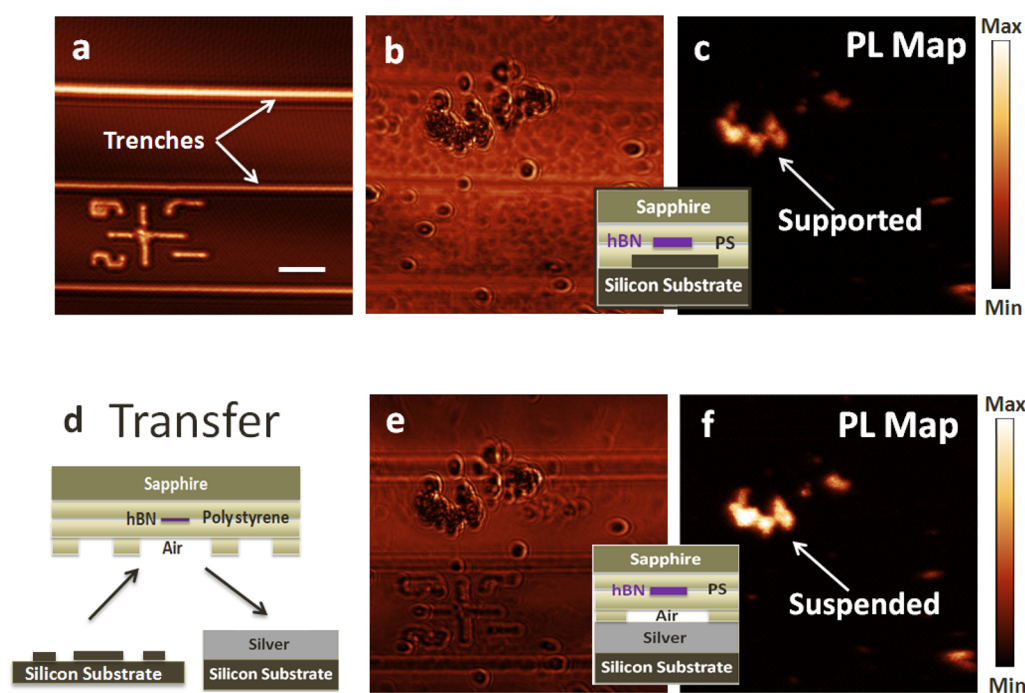 a
Trenches
b
c
PL Map
Supported
Max
Min
Sapphire
hBN PS
Silicon Substrate
d Transfer
Sapphire
hBN Polystyrene
Air
Silicon Substrate
Silver
Silicon Substrate
e
f
PL Map
Suspended
Max
Min
Sapphire
hBN PS
Air
Silver
Silicon Substrate